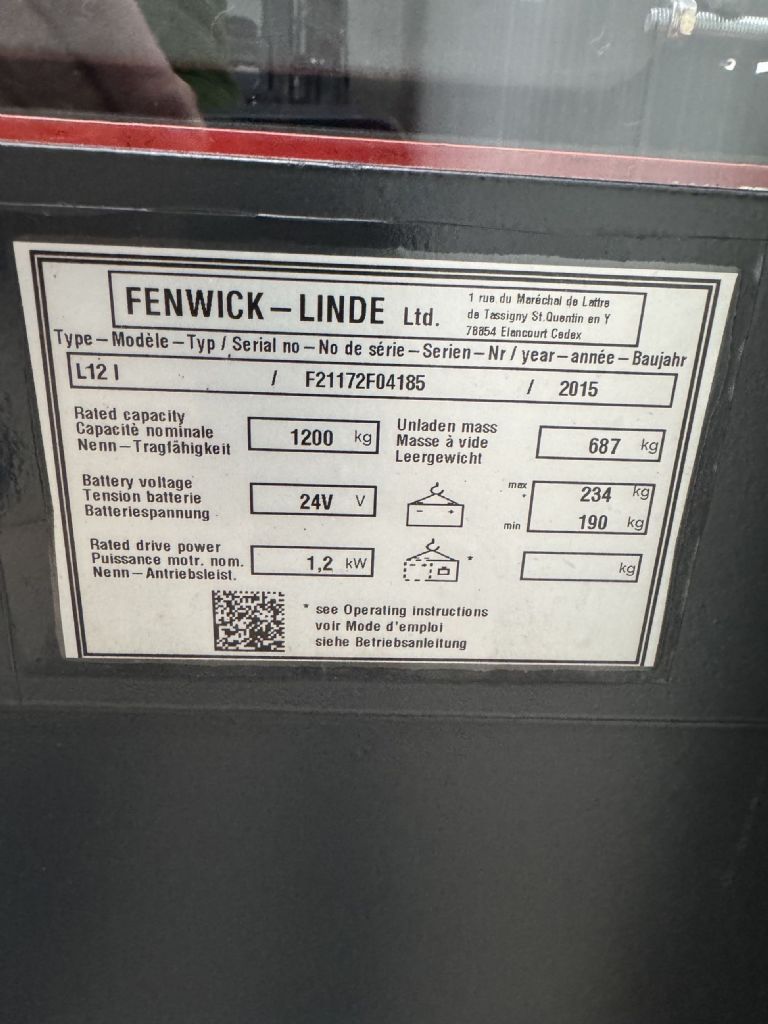 FENWICK–LINDE Ltd.
1 rue du Maréchal de Lattre
de Tassigny St.Quentin en Y
78854 Elancourt Cedex
Type–Modèle–Typ / Serial no–No de série–Serien–Nr / year–année–Baujahr
L12 I / F21172F04185 / 2015
Rated capacity
Capacitè nominale
Nenn–Tragfähigkeit
1200 kg
Unladen mass
Masse à vide
Leergewicht
687 kg
Battery voltage
Tension batterie
Batteriespannung
24V V
- +
max
*
234 kg
min
190 kg
Rated drive power
Puissance motr. nom.
Nenn–Antriebsleist.
1,2 kW
*
kg
* see Operating instructions
voir Mode d'emploi
siehe Betriebsanleitung